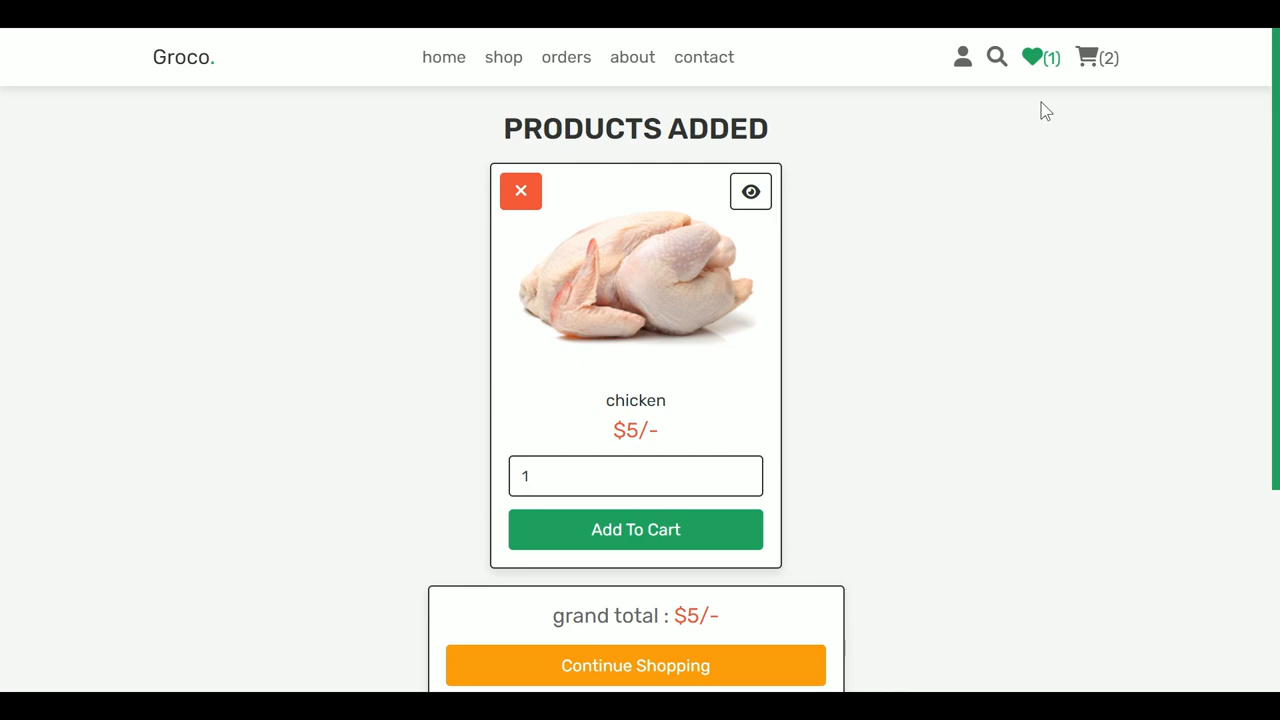 Groco.
home shop orders about contact
(1) (2)
PRODUCTS ADDED
chicken
$5/-
1
Add To Cart
grand total : $5/-
Continue Shopping